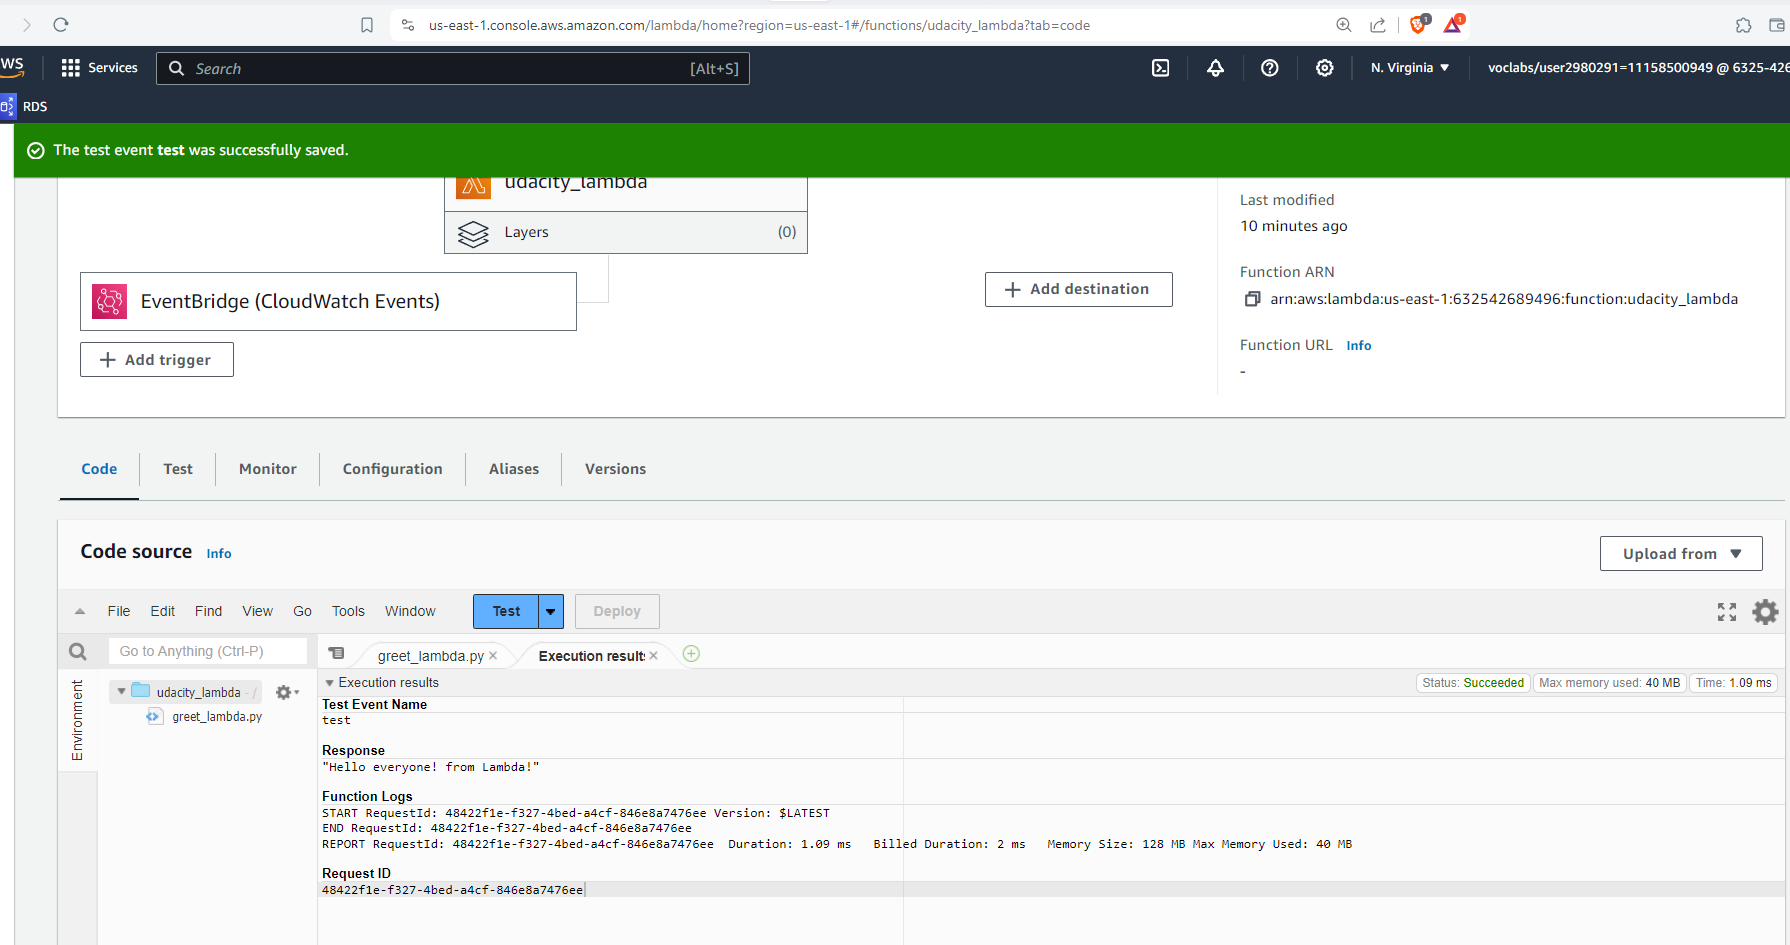 us-east-1.console.aws.amazon.com/lambda/home?region=us-east-1#/functions/udacity_lambda?tab=code
1
1
Services
Search
[Alt+S]
N. Virginia
voclabs/user2980291=11158500949 @ 6325-426
RDS
The test event test was successfully saved.
udacity_lambda
Layers
(0)
EventBridge (CloudWatch Events)
Add trigger
Add destination
Last modified
10 minutes ago
Function ARN
arn:aws:lambda:us-east-1:632542689496:function:udacity_lambda
Function URL Info
-
Code
Test
Monitor
Configuration
Aliases
Versions
Code source Info
Upload from
File Edit Find View Go Tools Window
Test
Deploy
Go to Anything (Ctrl-P)
greet_lambda.py
Execution result
Environment
udacity_lambda - /
greet_lambda.py
Execution results
Status: Succeeded
Max memory used: 40 MB
Time: 1.09 ms
Test Event Name
test
Response
"Hello everyone! from Lambda!"
Function Logs
START RequestId: 48422f1e-f327-4bed-a4cf-846e8a7476ee Version: $LATEST
END RequestId: 48422f1e-f327-4bed-a4cf-846e8a7476ee
REPORT RequestId: 48422f1e-f327-4bed-a4cf-846e8a7476ee Duration: 1.09 ms Billed Duration: 2 ms Memory Size: 128 MB Max Memory Used: 40 MB
Request ID
48422f1e-f327-4bed-a4cf-846e8a7476ee